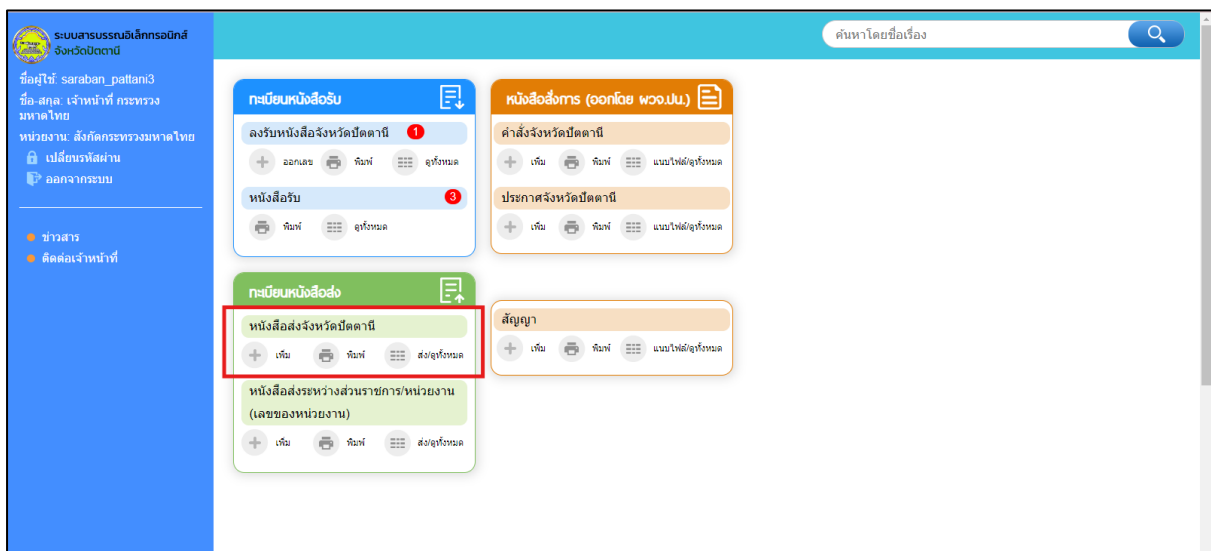 ระบบสารบรรณอิเล็กทรอนิกส์
จังหวัดปัตตานี
ชื่อผู้ใช้: saraban_pattani3
ชื่อ-สกุล: เจ้าหน้าที่ กระทรวง
มหาดไทย
หน่วยงาน: สังกัดกระทรวงมหาดไทย
เปลี่ยนรหัสผ่าน
ออกจากระบบ
ข่าวสาร
ติดต่อเจ้าหน้าที่
ค้นหาโดยชื่อเรื่อง
ทะเบียนหนังสือรับ
ลงรับหนังสือจังหวัดปัตตานี 1
ออกเลข พิมพ์ ดูทั้งหมด
หนังสือรับ 3
พิมพ์ ดูทั้งหมด
หนังสือสั่งการ (ออกโดย ผวจ.ปน.)
คำสั่งจังหวัดปัตตานี
เพิ่ม พิมพ์ แนบไฟล์/ดูทั้งหมด
ประกาศจังหวัดปัตตานี
เพิ่ม พิมพ์ แนบไฟล์/ดูทั้งหมด
ทะเบียนหนังสือส่ง
หนังสือส่งจังหวัดปัตตานี
เพิ่ม พิมพ์ ส่ง/ดูทั้งหมด
หนังสือส่งระหว่างส่วนราชการ/หน่วยงาน
(เลขของหน่วยงาน)
เพิ่ม พิมพ์ ส่ง/ดูทั้งหมด
สัญญา
เพิ่ม พิมพ์ แนบไฟล์/ดูทั้งหมด